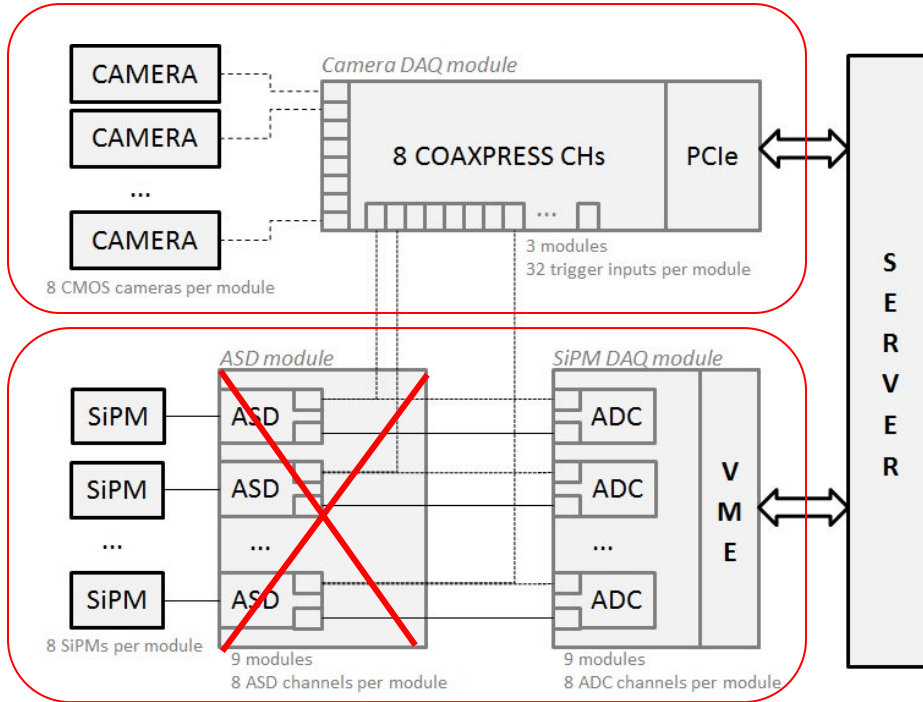 Camera DAQ module
CAMERA
CAMERA
...
CAMERA
8 CMOS cameras per module
8 COAXPRESS CHs
PCIe
...
3 modules
32 trigger inputs per module
ASD module
SiPM DAQ module
SiPM
ASD
ADC
SiPM
ASD
ADC
...
...
...
SiPM
ASD
ADC
8 SiPMs per module
9 modules
8 ASD channels per module
9 modules
8 ADC channels per module
V
M
E
S
E
R
V
E
R